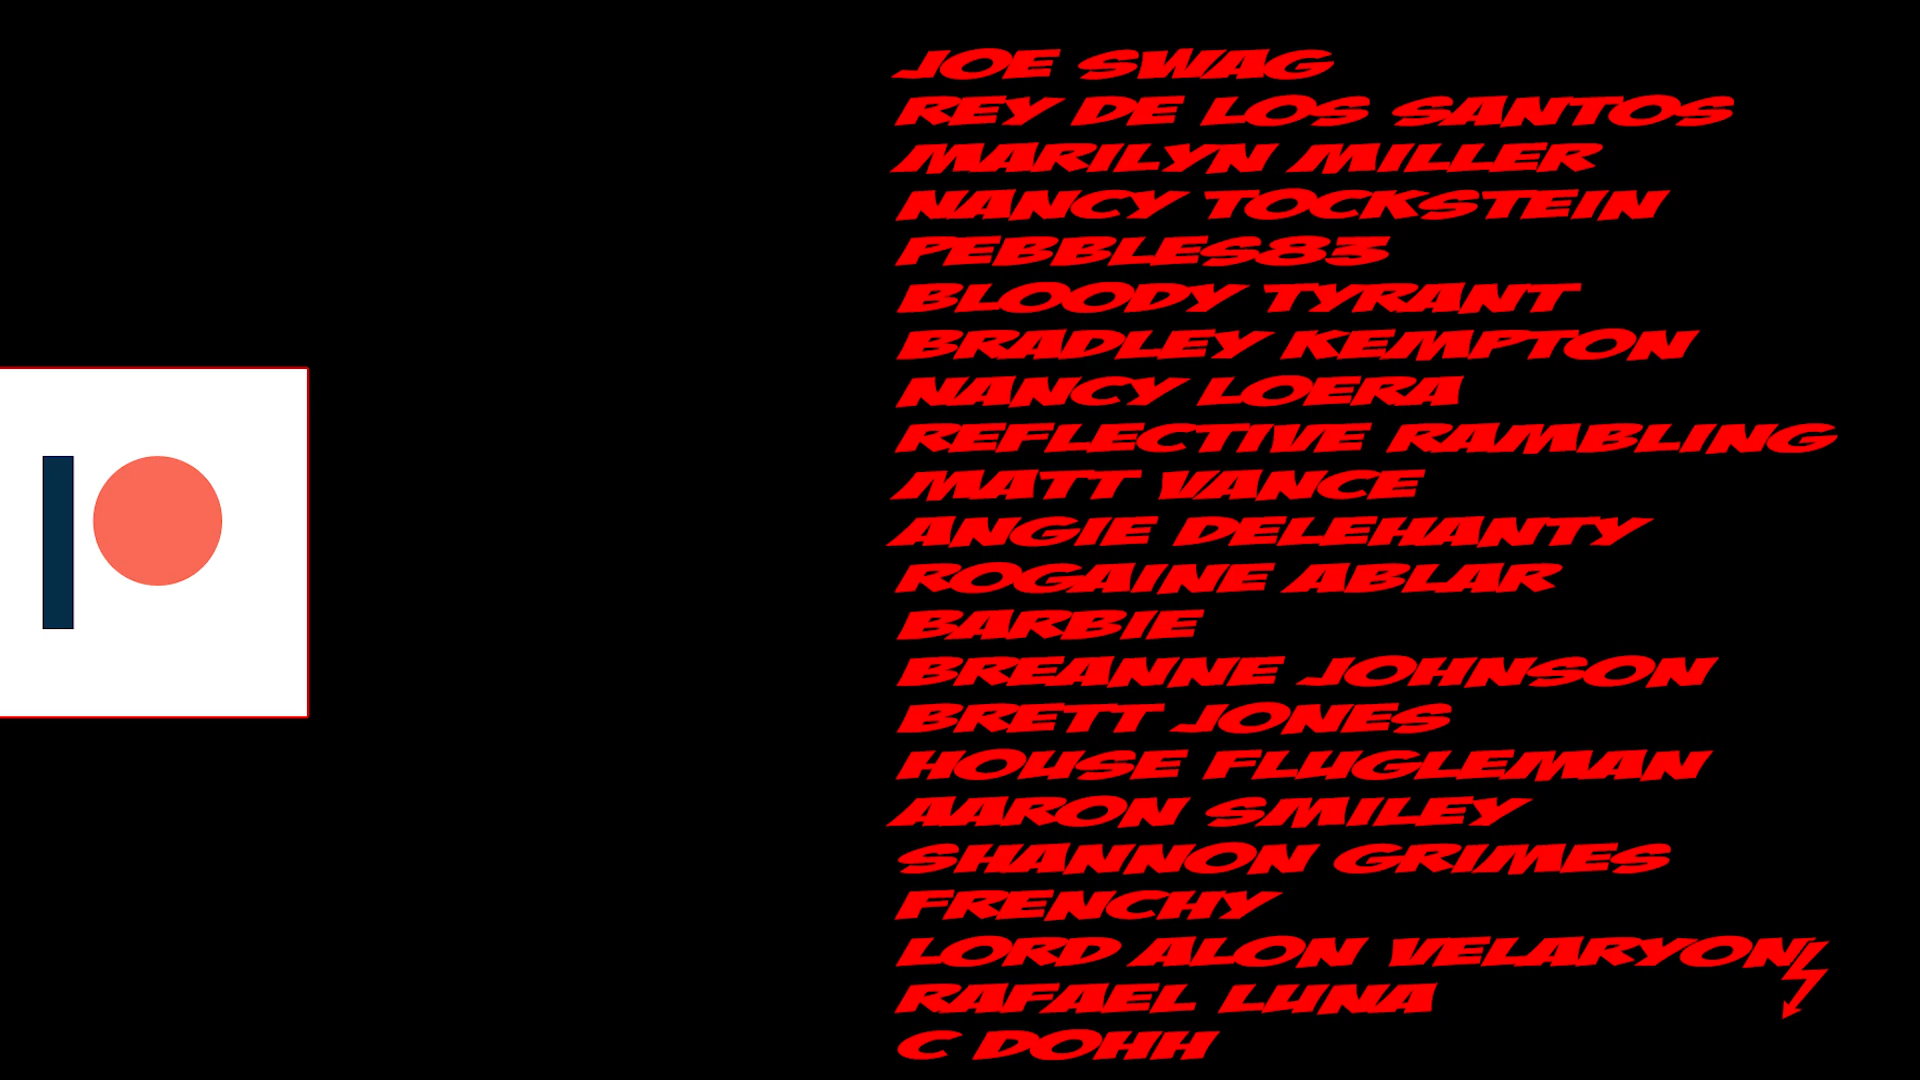 JOE SWAG
REY DE LOS SANTOS
MARILYN MILLER
NANCY TOCKSTEIN
PEBBLES83
BLOODY TYRANT
BRADLEY KEMPTON
NANCY LOERA
REFLECTIVE RAMBLING
MATT VANCE
ANGIE DELEHANTY
ROGAINE ABLAR
BARBIE
BREANNE JOHNSON
BRETT JONES
HOUSE FLUGLEMAN
AARON SMILEY
SHANNON GRIMES
FRENCHY
LORD ALON VELARYON
RAFAEL LUNA
C DOHH